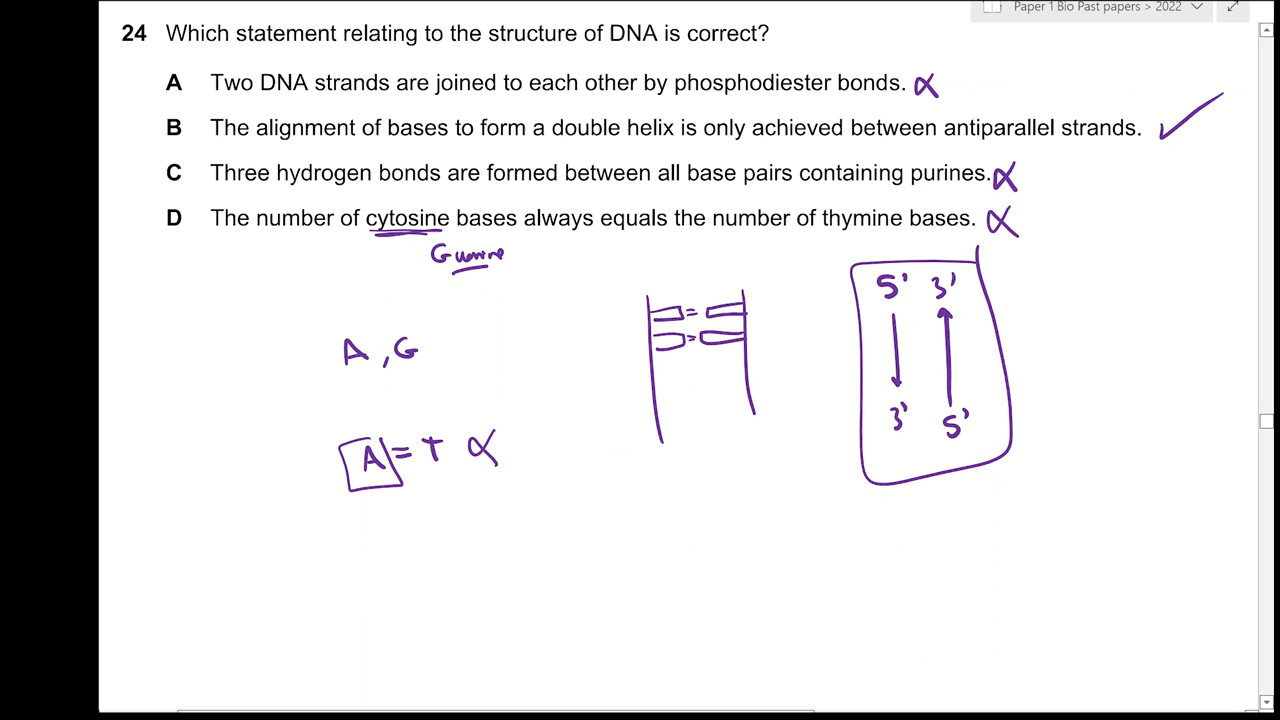 Paper 1 Bio Past papers > 2022
24 Which statement relating to the structure of DNA is correct?
A Two DNA strands are joined to each other by phosphodiester bonds. α
B The alignment of bases to form a double helix is only achieved between antiparallel strands. ✓
C Three hydrogen bonds are formed between all base pairs containing purines. α
D The number of cytosine bases always equals the number of thymine bases. α
5' 3'
A , G
3' 5'
A = T α